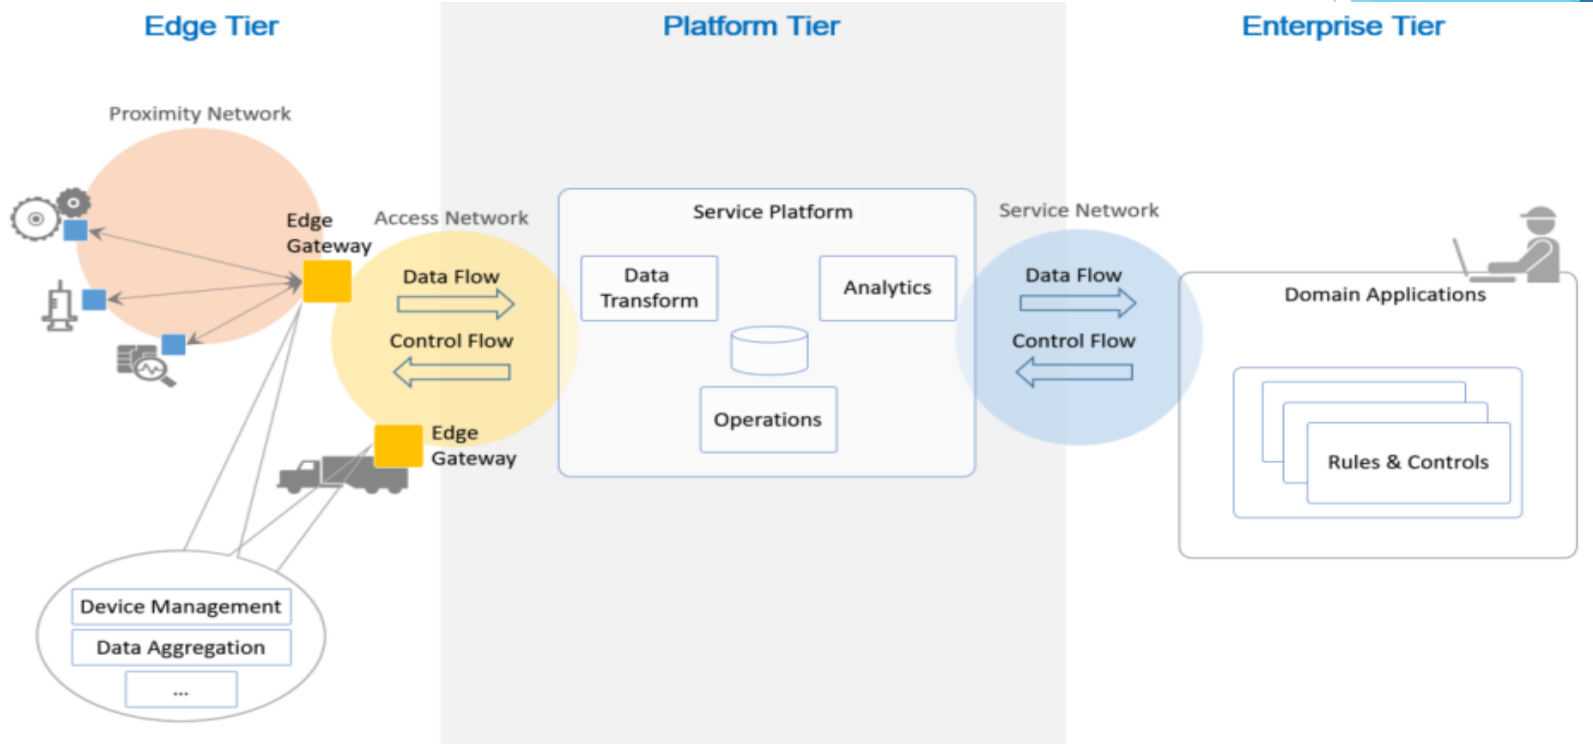 Edge Tier
Platform Tier
Enterprise Tier
Proximity Network
Edge
Gateway
Access Network
Data Flow
Control Flow
Edge
Gateway
Device Management
Data Aggregation
...
Service Platform
Data
Transform
Analytics
Operations
Service Network
Data Flow
Control Flow
Domain Applications
Rules & Controls